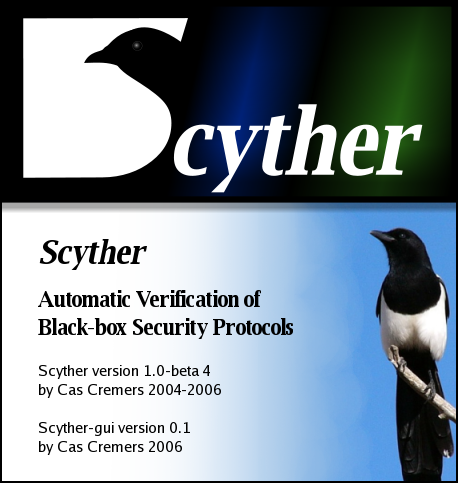 Scyther
Scyther
Automatic Verification of
Black-box Security Protocols
Scyther version 1.0-beta 4
by Cas Cremers 2004-2006
Scyther-gui version 0.1
by Cas Cremers 2006